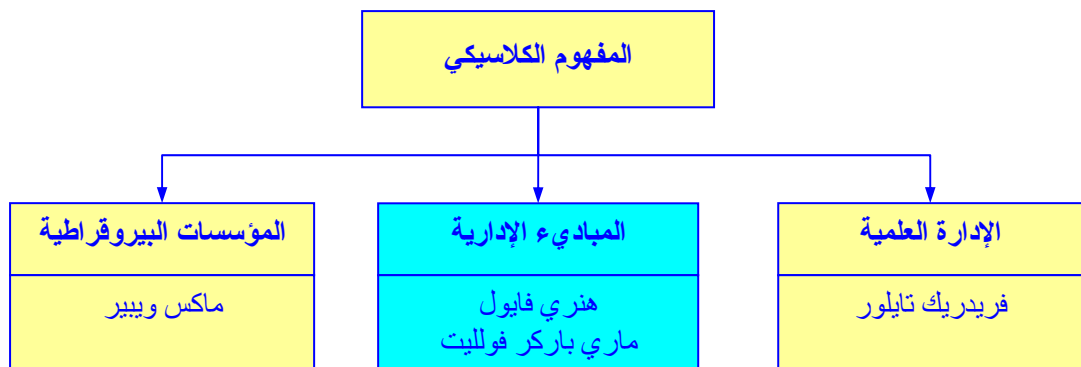 المفهوم الكلاسيكي
الإدارة العلمية
فريدريك تايلور
المباديء الإدارية
هنري فايول
ماري باركر فولليت
المؤسسات البيروقراطية
ماكس ويبير